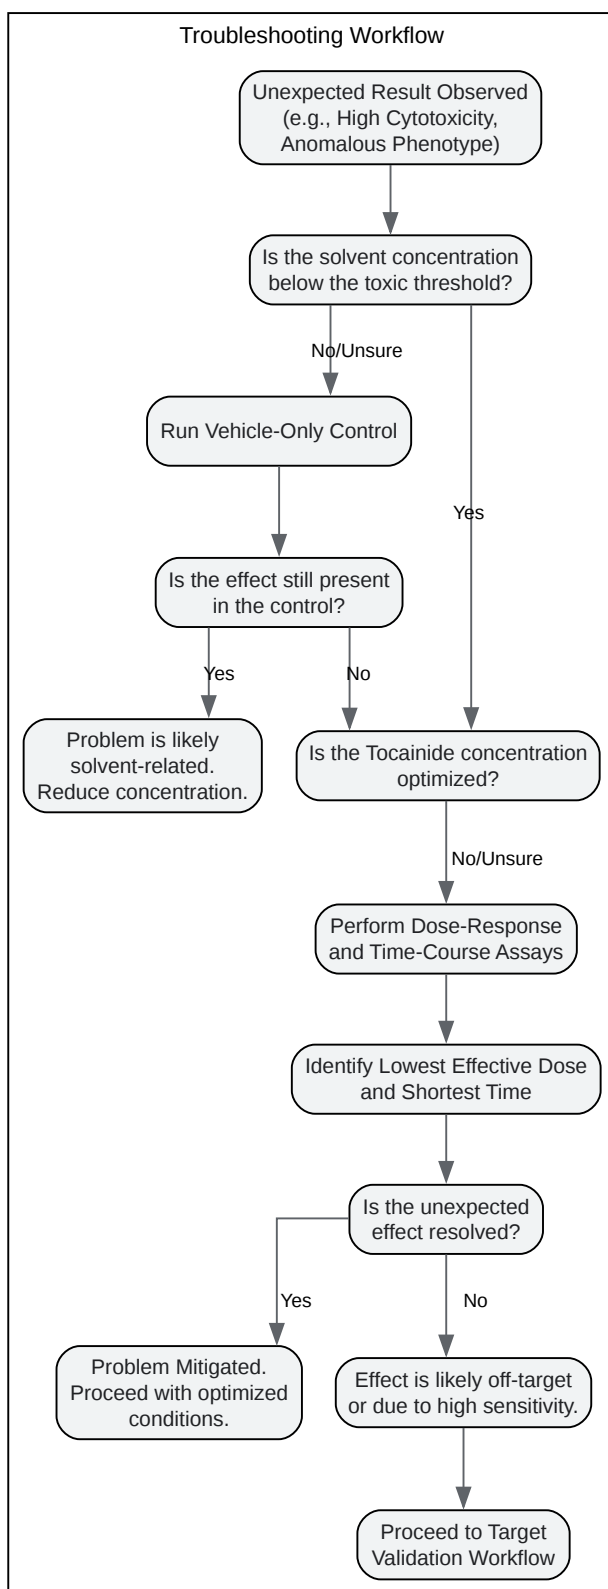 Troubleshooting Workflow
Unexpected Result Observed
(e.g., High Cytotoxicity,
Anomalous Phenotype)
Is the solvent concentration
below the toxic threshold?
No/Unsure
Run Vehicle-Only Control
Yes
Is the effect still present
in the control?
Yes
No
Problem is likely
solvent-related.
Reduce concentration.
Is the Tocainide concentration
optimized?
No/Unsure
Perform Dose-Response
and Time-Course Assays
Identify Lowest Effective Dose
and Shortest Time
Is the unexpected
effect resolved?
Yes
No
Problem Mitigated.
Proceed with optimized
conditions.
Effect is likely off-target
or due to high sensitivity.
Proceed to Target
Validation Workflow